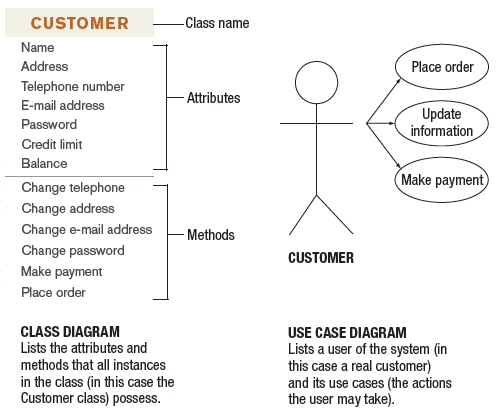 CUSTOMER
Class name
Name
Address
Telephone number
E-mail address
Password
Credit limit
Balance
Attributes
Change telephone
Change address
Change e-mail address
Change password
Make payment
Place order
Methods
CLASS DIAGRAM
Lists the attributes and
methods that all instances
in the class (in this case the
Customer class) possess.
Place order
Update
information
Make payment
CUSTOMER
USE CASE DIAGRAM
Lists a user of the system (in
this case a real customer)
and its use cases (the actions
the user may take).